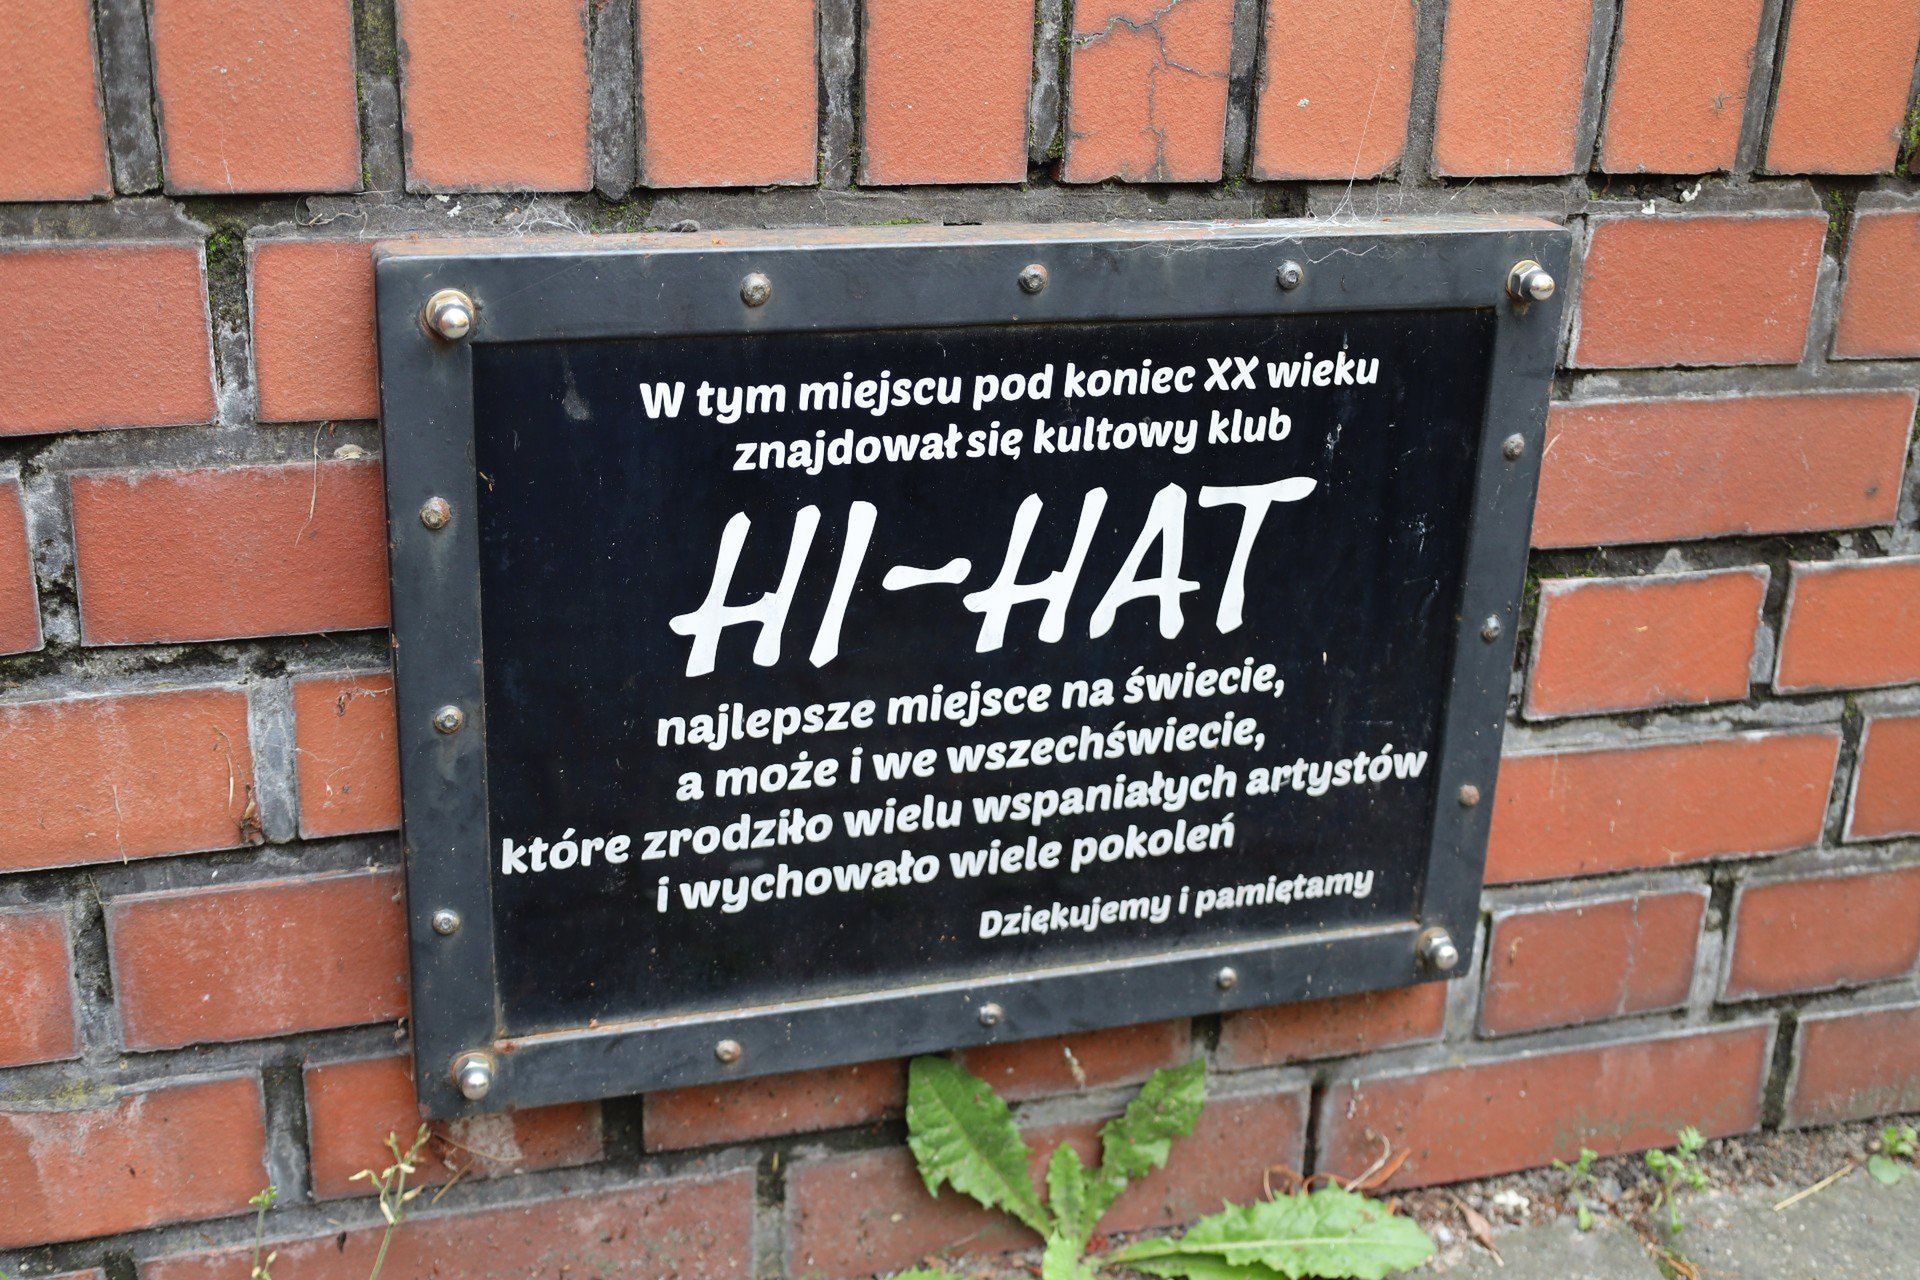 W tym miejscu pod koniec XX wieku
znajdował się kultowy klub
HI-HAT
najlepsze miejsce na świecie,
a może i we wszechświecie,
które zrodziło wielu wspaniałych artystów
i wychowało wiele pokoleń
Dziękujemy i pamiętamy